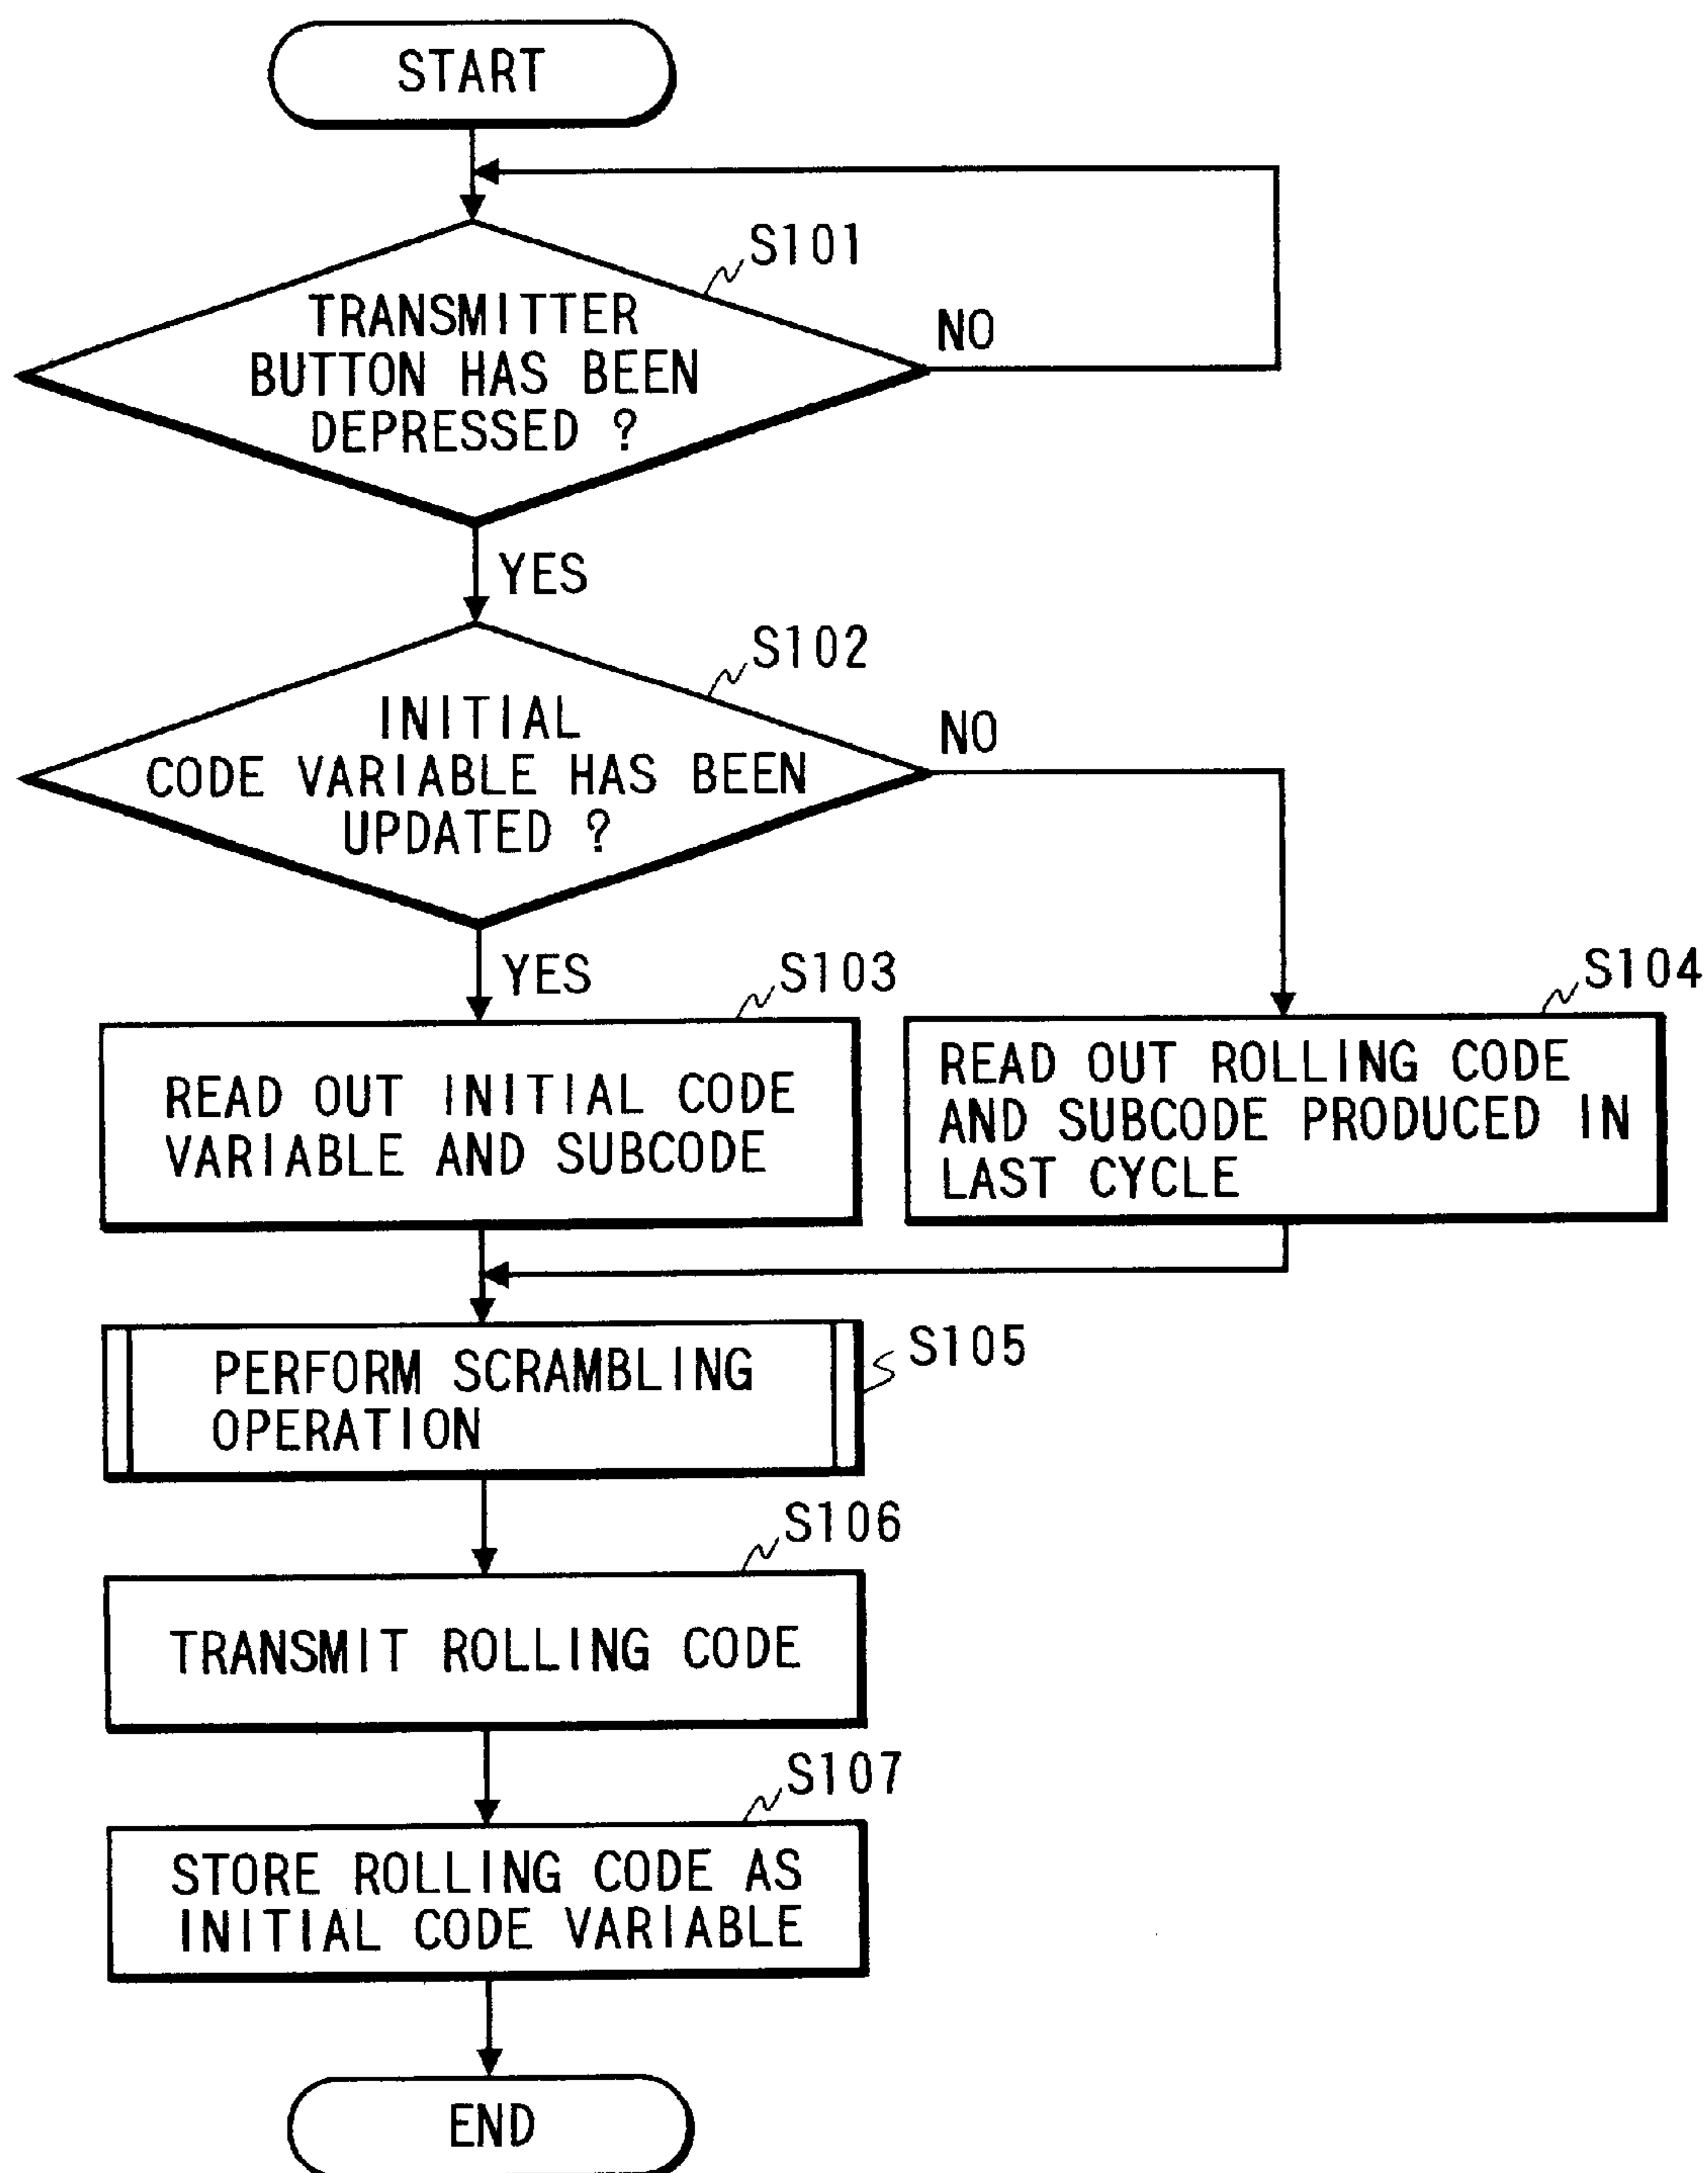 START
S101
TRANSMITTER
BUTTON HAS BEEN
DEPRESSED ?
NO
YES
S102
INITIAL
CODE VARIABLE HAS BEEN
UPDATED ?
NO
YES
S103
READ OUT INITIAL CODE
VARIABLE AND SUBCODE
S104
READ OUT ROLLING CODE
AND SUBCODE PRODUCED IN
LAST CYCLE
S105
PERFORM SCRAMBLING
OPERATION
S106
TRANSMIT ROLLING CODE
S107
STORE ROLLING CODE AS
INITIAL CODE VARIABLE
END